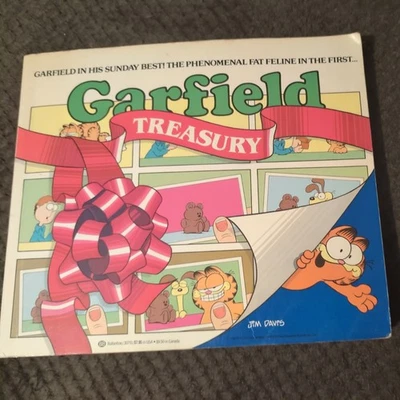 GARFIELD IN HIS SUNDAY BEST! THE PHENOMENAL FAT FELINE IN THE FIRST...
Garfield
TREASURY
JIM DAVIS